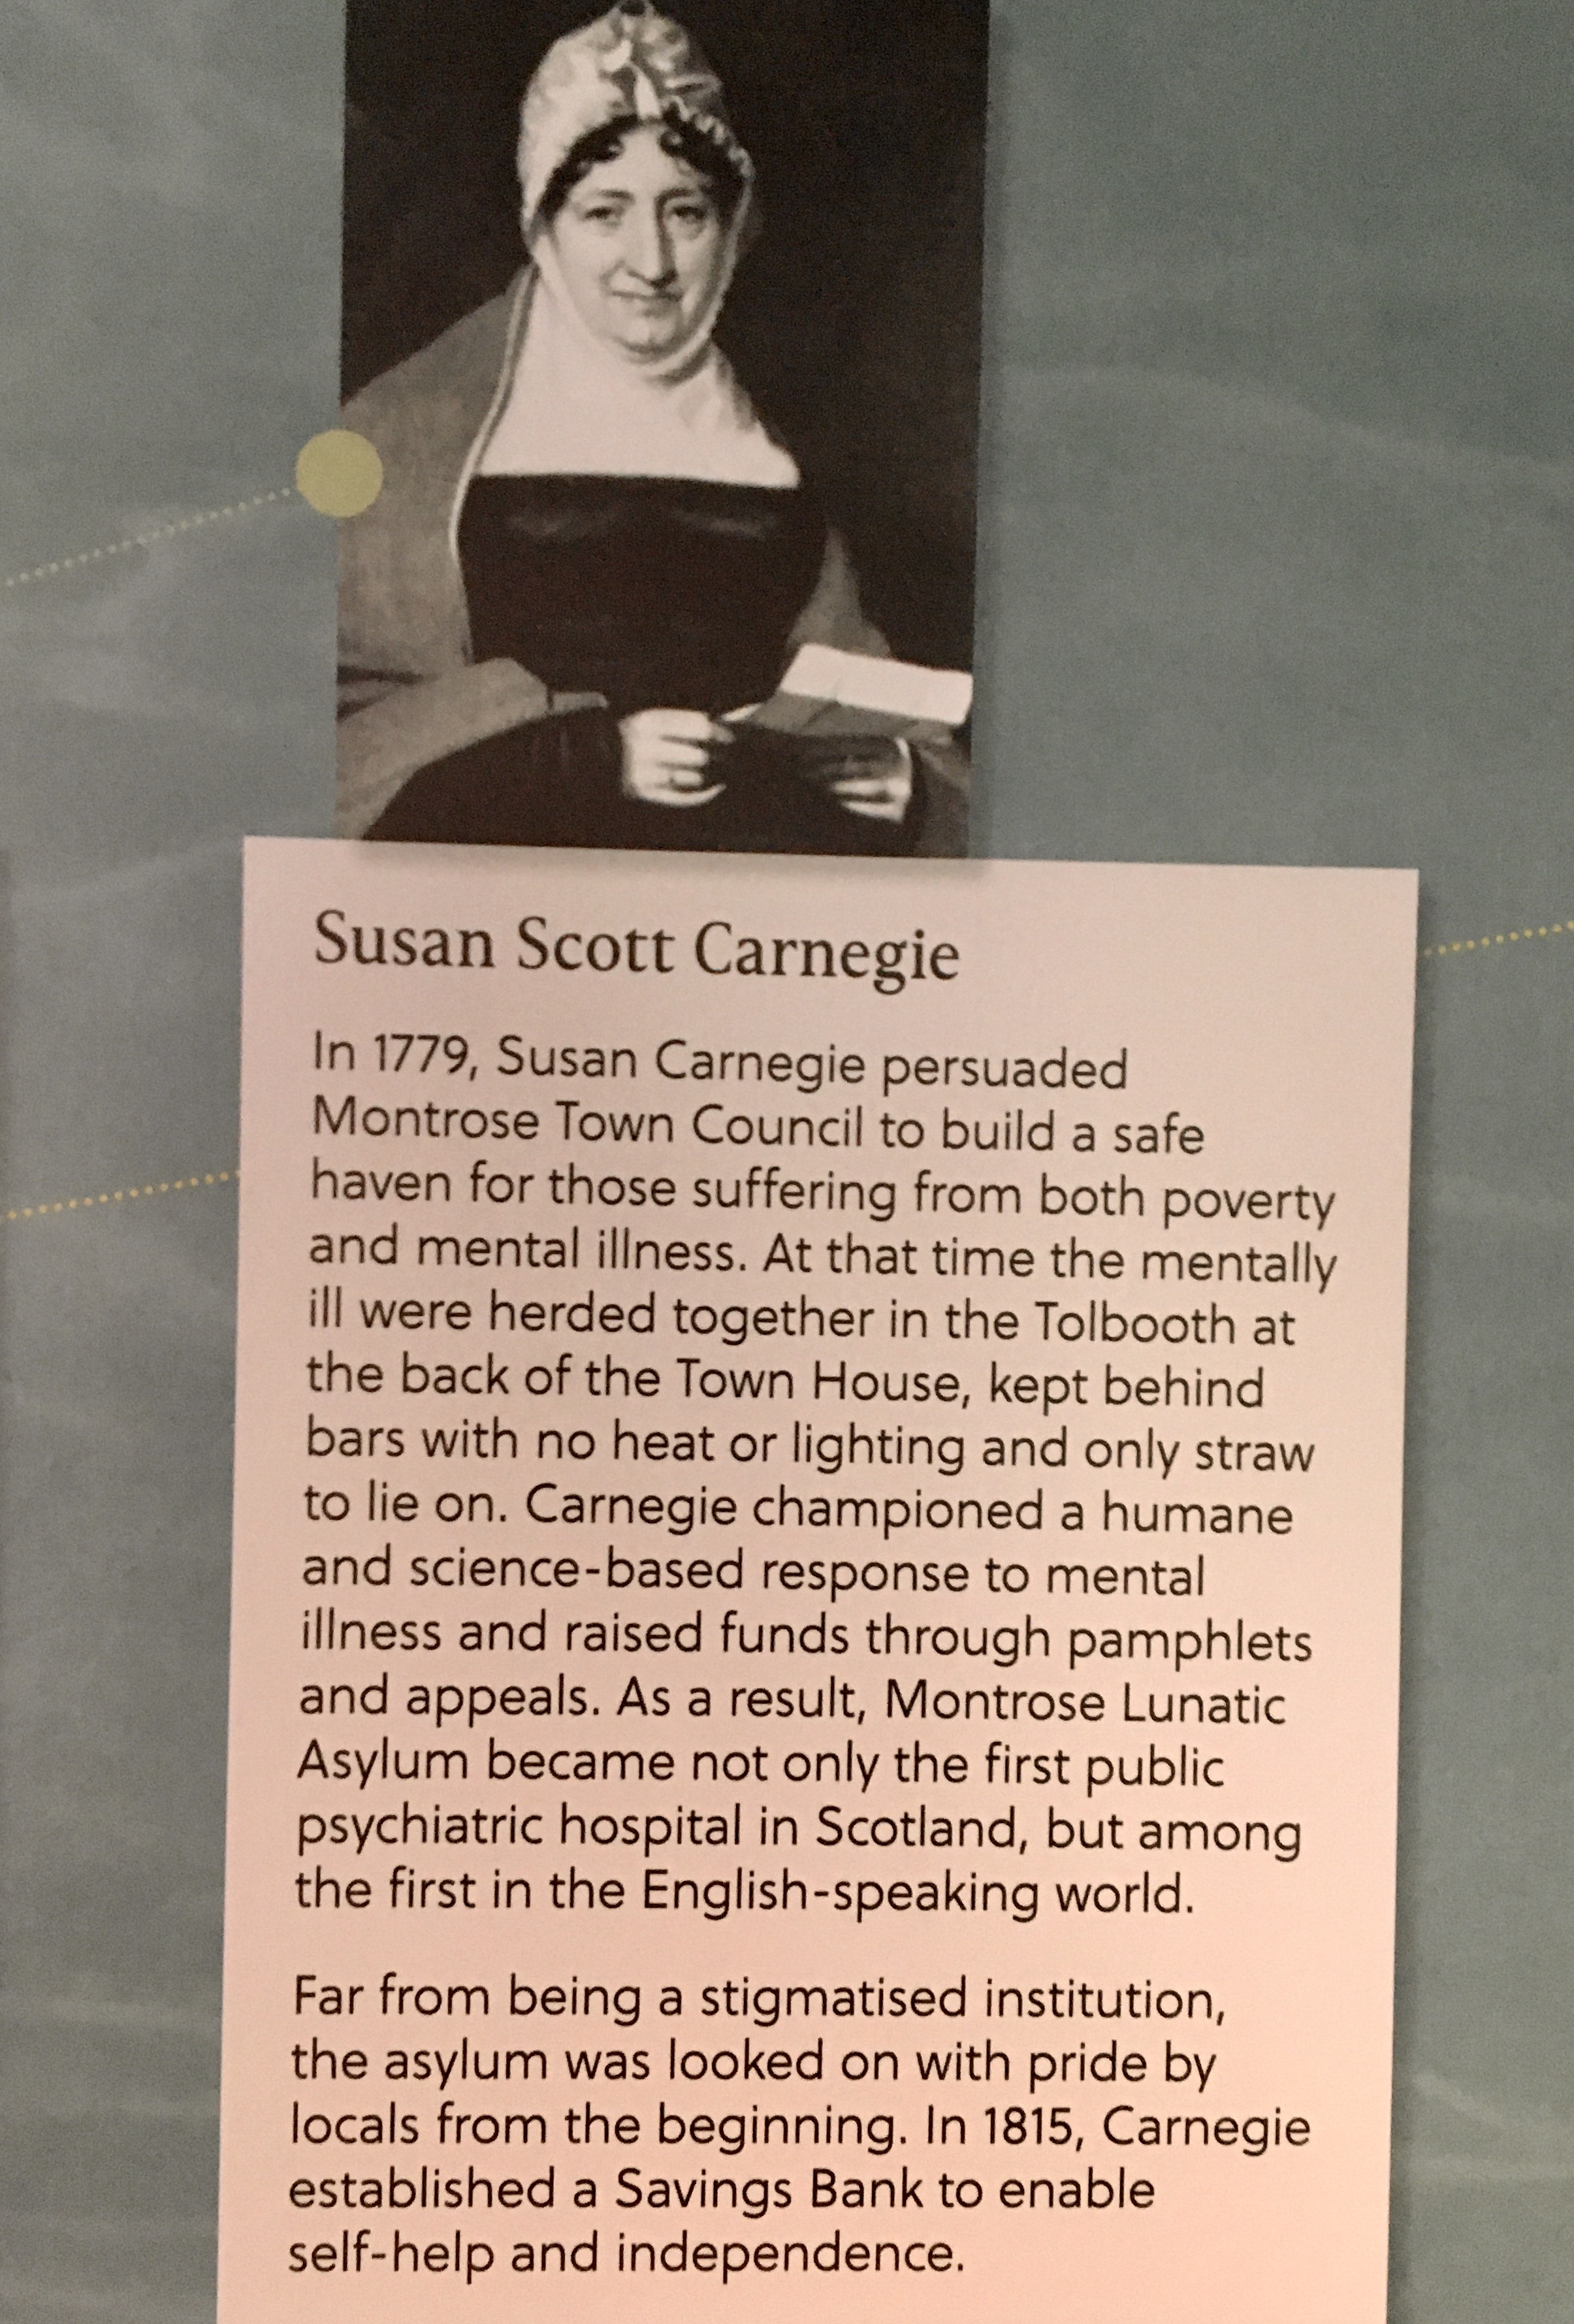 Susan Scott Carnegie
In 1779, Susan Carnegie persuaded
Montrose Town Council to build a safe
haven for those suffering from both poverty
and mental illness. At that time the mentally
ill were herded together in the Tolbooth at
the back of the Town House, kept behind
bars with no heat or lighting and only straw
to lie on. Carnegie championed a humane
and science-based response to mental
illness and raised funds through pamphlets
and appeals. As a result, Montrose Lunatic
Asylum became not only the first public
psychiatric hospital in Scotland, but among
the first in the English-speaking world.
Far from being a stigmatised institution,
the asylum was looked on with pride by
locals from the beginning. In 1815, Carnegie
established a Savings Bank to enable
self-help and independence.